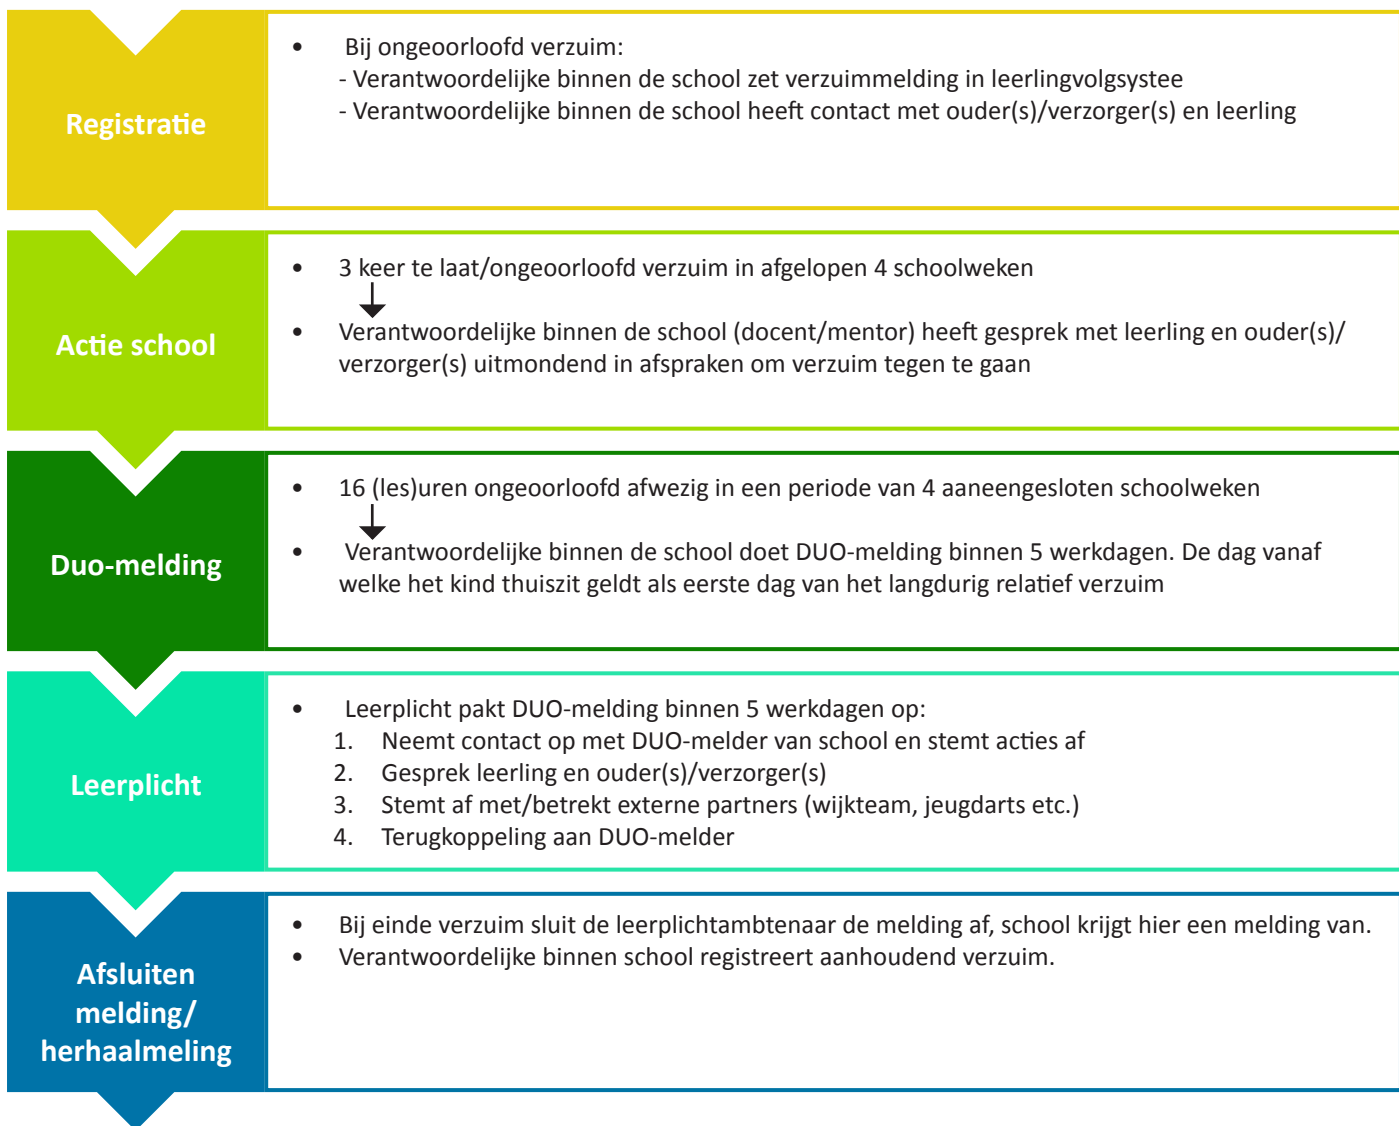 Registratie
• Bij ongeoorloofd verzuim:
- Verantwoordelijke binnen de school zet verzuimmelding in leerlingvolgsystee
- Verantwoordelijke binnen de school heeft contact met ouder(s)/verzorger(s) en leerling
Actie school
• 3 keer te laat/ongeoorloofd verzuim in afgelopen 4 schoolweken
• Verantwoordelijke binnen de school (docent/mentor) heeft gesprek met leerling en ouder(s)/
verzorger(s) uitmondend in afspraken om verzuim tegen te gaan
Duo-melding
• 16 (les)uren ongeoorloofd afwezig in een periode van 4 aaneengesloten schoolweken
• Verantwoordelijke binnen de school doet DUO-melding binnen 5 werkdagen. De dag vanaf
welke het kind thuiszit geldt als eerste dag van het langdurig relatief verzuim
Leerplicht
• Leerplicht pakt DUO-melding binnen 5 werkdagen op:
1. Neemt contact op met DUO-melder van school en stemt acties af
2. Gesprek leerling en ouder(s)/verzorger(s)
3. Stemt af met/betrekt externe partners (wijkteam, jeugdarts etc.)
4. Terugkoppeling aan DUO-melder
Afsluiten
melding/
herhaalmeling
• Bij einde verzuim sluit de leerplichtambtenaar de melding af, school krijgt hier een melding van.
• Verantwoordelijke binnen school registreert aanhoudend verzuim.